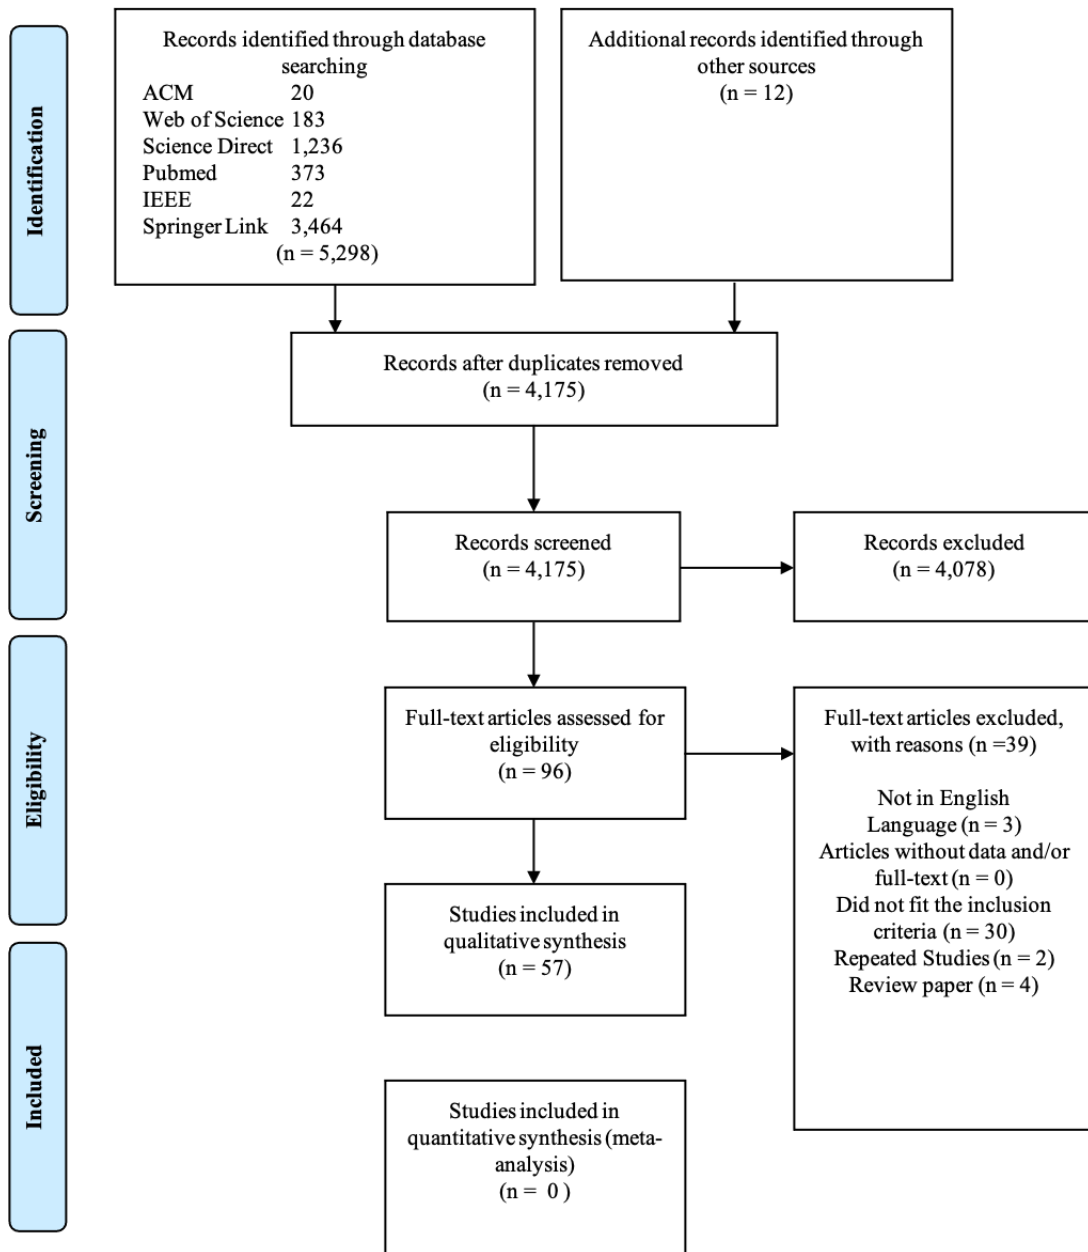 Identification
Records identified through database
searching
ACM 20
Web of Science 183
Science Direct 1,236
Pubmed 373
IEEE 22
Springer Link 3,464
(n = 5,298)
Additional records identified through
other sources
(n = 12)
Screening
Records after duplicates removed
(n = 4,175)
Records screened
(n = 4,175)
Records excluded
(n = 4,078)
Eligibility
Full-text articles assessed for
eligibility
(n = 96)
Full-text articles excluded,
with reasons (n =39)
Not in English
Language (n = 3)
Articles without data and/or
full-text (n = 0)
Did not fit the inclusion
criteria (n = 30)
Repeated Studies (n = 2)
Review paper (n = 4)
Included
Studies included in
qualitative synthesis
(n = 57)
Studies included in
quantitative synthesis (meta-
analysis)
(n = 0 )